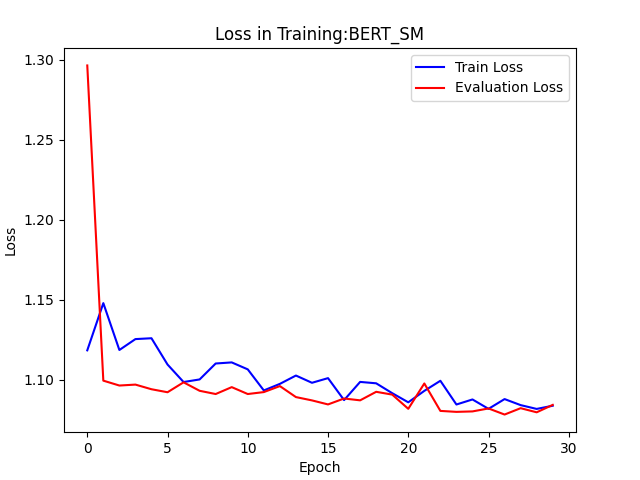 Loss in Training:BERT_SM
Train Loss
Evaluation Loss
1.30
1.25
1.20
1.15
1.10
Loss
0 5 10 15 20 25 30
Epoch